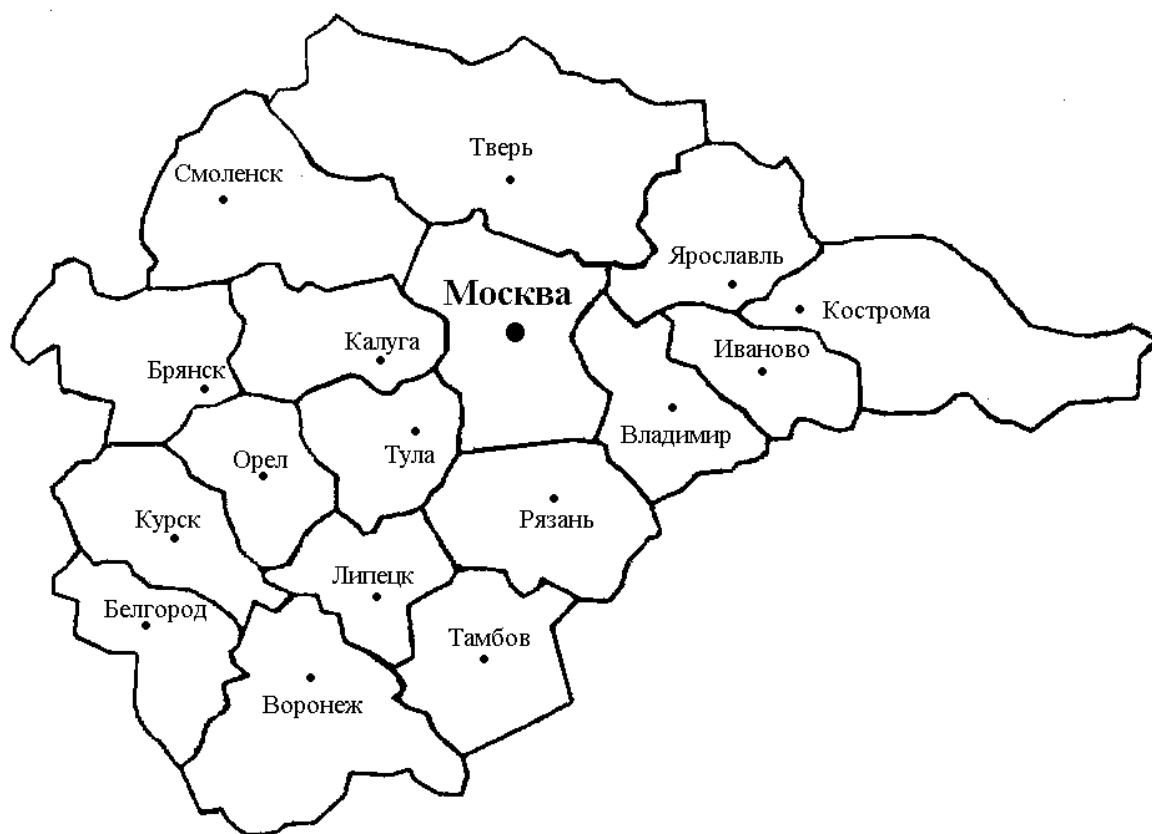 Тверь
Смоленск
Ярославль
Москва
Кострома
Калуга
Иваново
Брянск
Владимир
Орел
Тула
Рязань
Курск
Липецк
Белгород
Тамбов
Воронеж